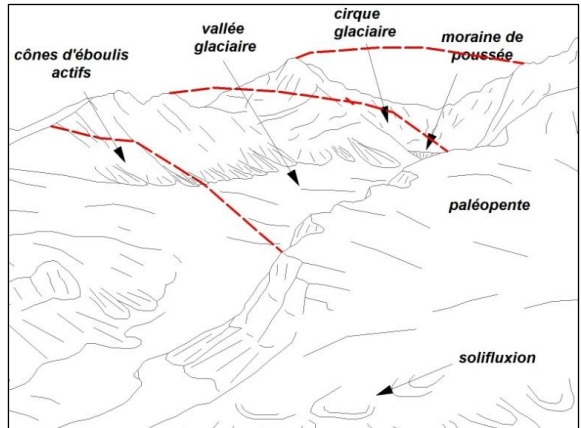 cônes d'éboulis
actifs
vallée
glaciaire
cirque
glaciaire
moraine de
poussée
paléopente
solifluxion